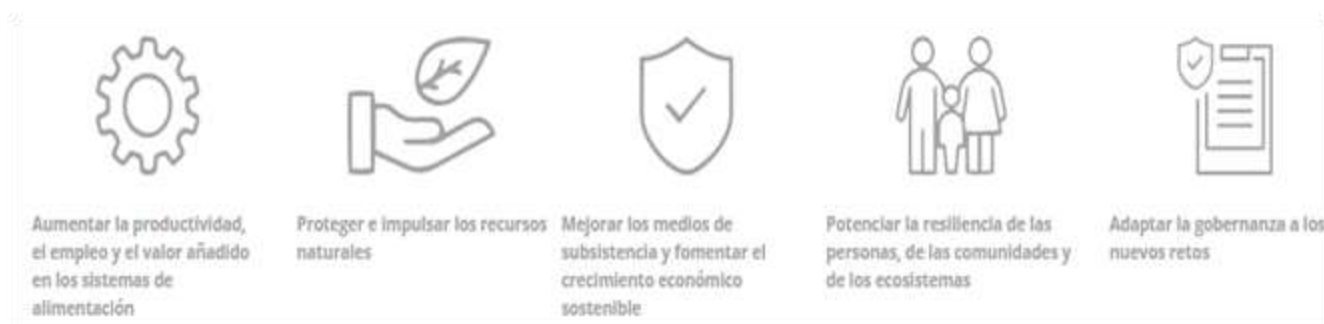 Aumentar la productividad,
el empleo y el valor añadido
en los sistemas de
alimentación
Proteger e impulsar los recursos
naturales
Mejorar los medios de
subsistencia y fomentar el
crecimiento económico
sostenible
Potenciar la resiliencia de las
personas, de las comunidades y
de los ecosistemas
Adaptar la gobernanza a los
nuevos retos